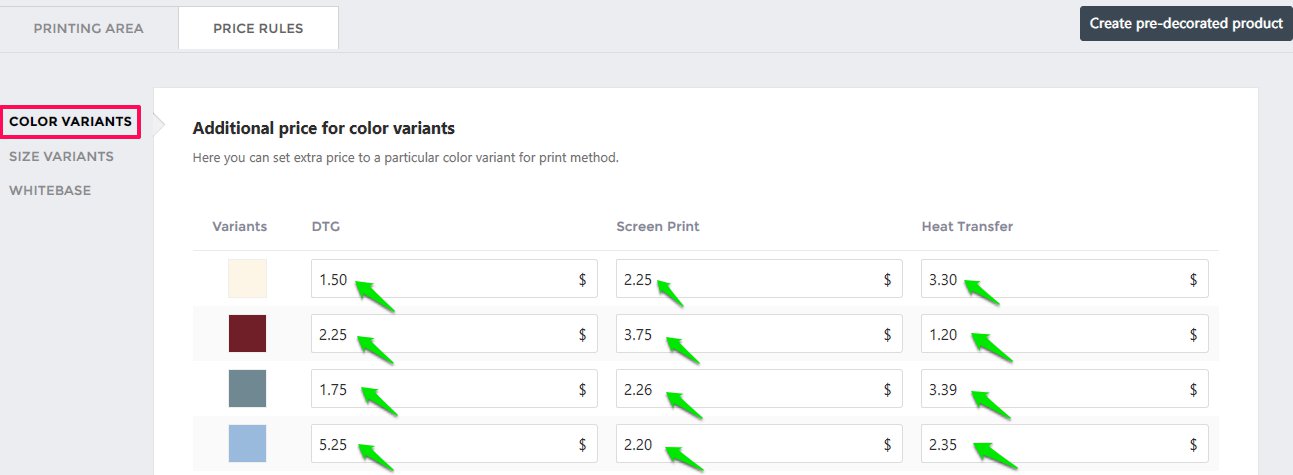 PRINTING AREA PRICE RULES Create pre-decorated product
COLOR VARIANTS
SIZE VARIANTS
WHITEBASE
Additional price for color variants
Here you can set extra price to a particular color variant for print method.
Variants DTG Screen Print Heat Transfer
1.50 $ 2.25 $ 3.30 $
2.25 $ 3.75 $ 1.20 $
1.75 $ 2.26 $ 3.39 $
5.25 $ 2.20 $ 2.35 $